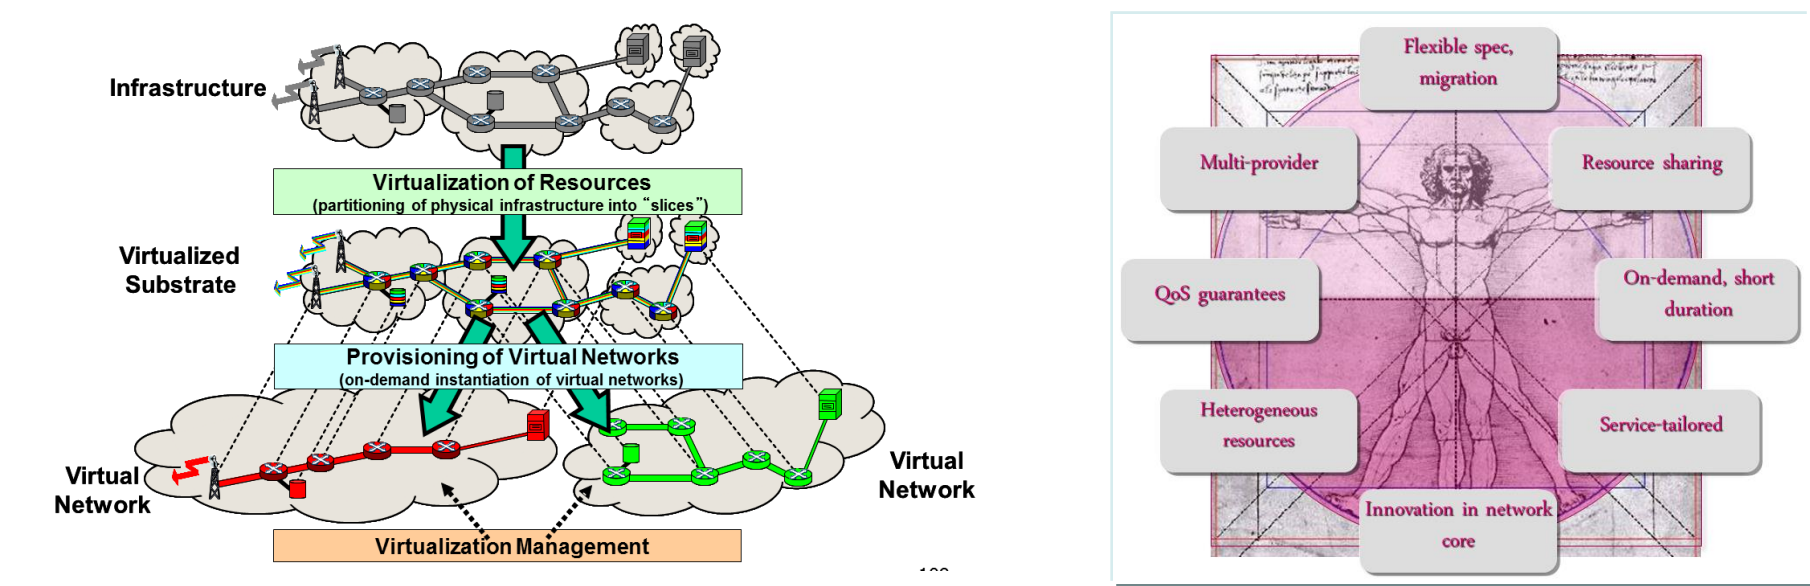 Infrastructure
Virtualization of Resources
(partitioning of physical infrastructure into “slices”)
Virtualized
Substrate
Provisioning of Virtual Networks
(on-demand instantiation of virtual networks)
Virtual
Network
Virtual
Network
Virtualization Management
Flexible spec,
migration
Multi-provider
Resource sharing
QoS guarantees
On-demand, short
duration
Heterogeneous
resources
Service-tailored
Innovation in network
core